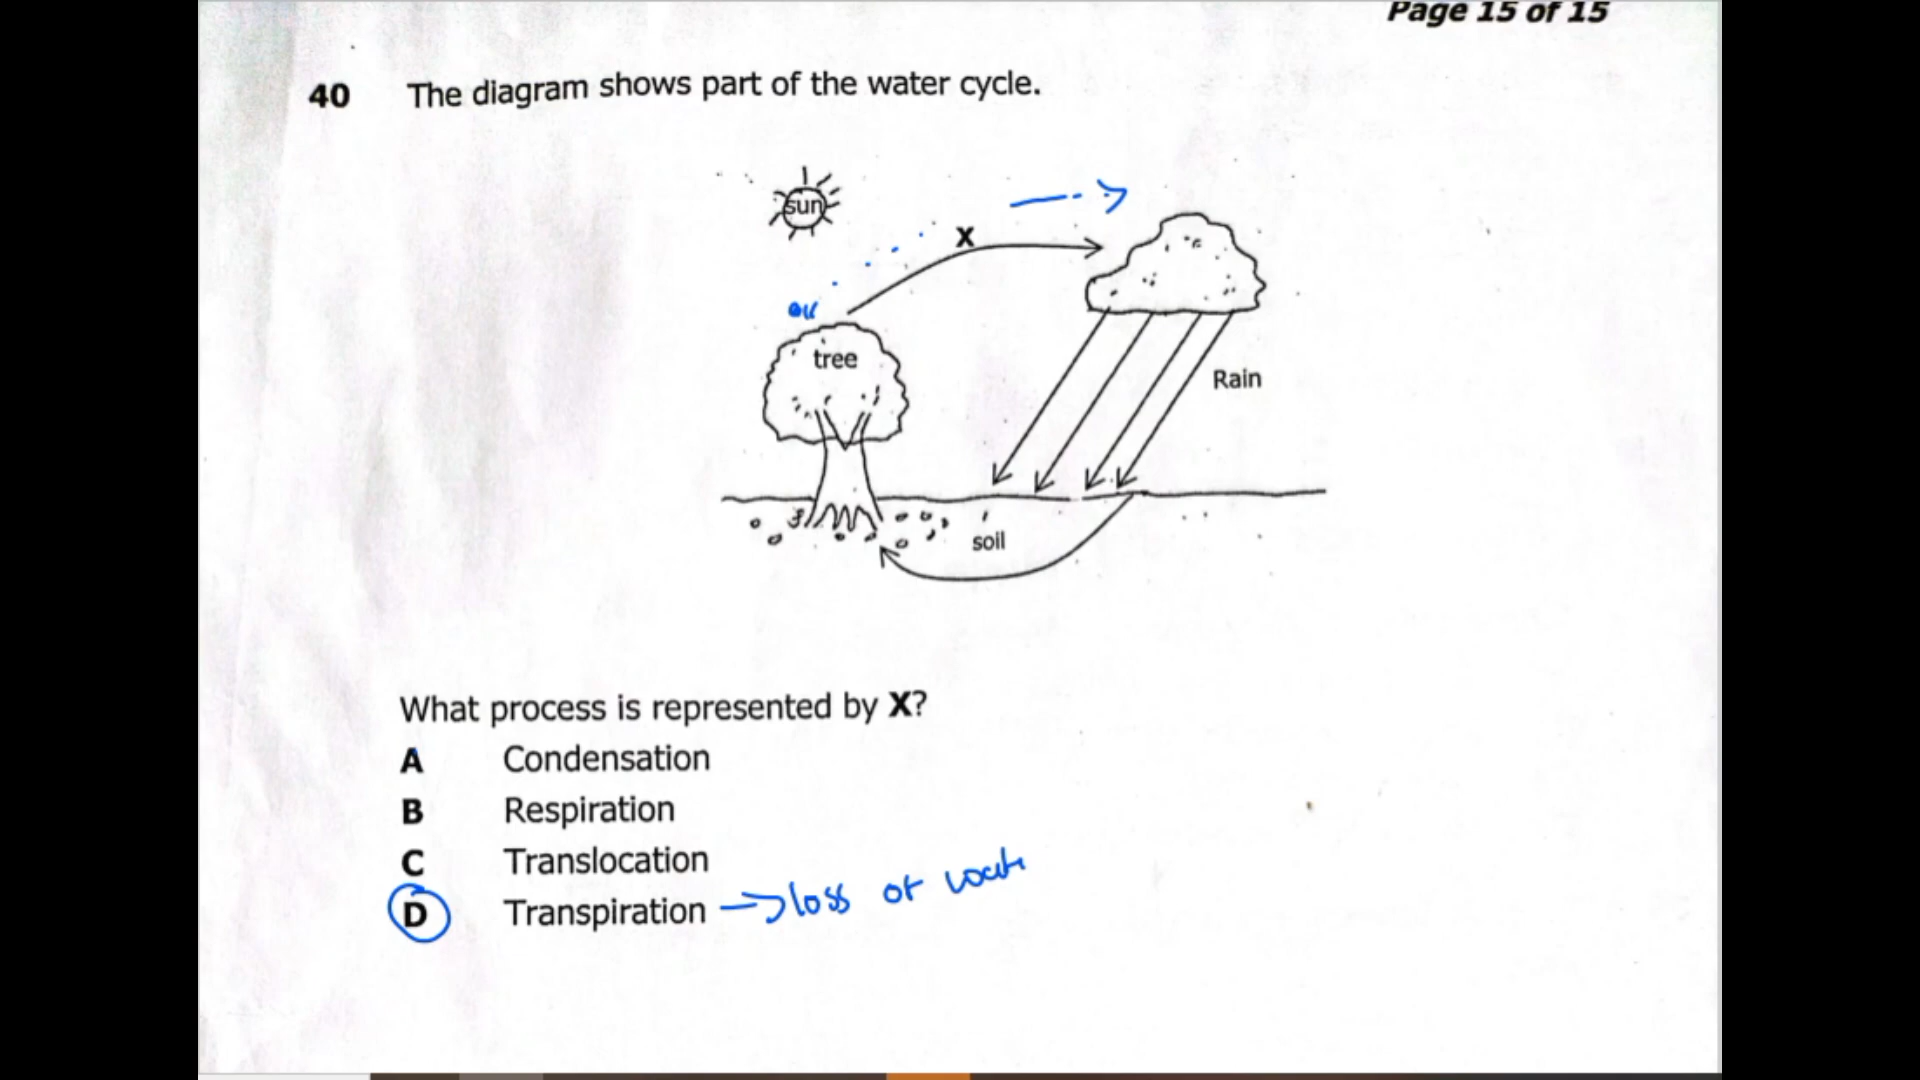 Page 15 of 15
40 The diagram shows part of the water cycle.
sun
X
tree
Rain
soil
What process is represented by X?
A Condensation
B Respiration
C Translocation
D Transpiration → loss of